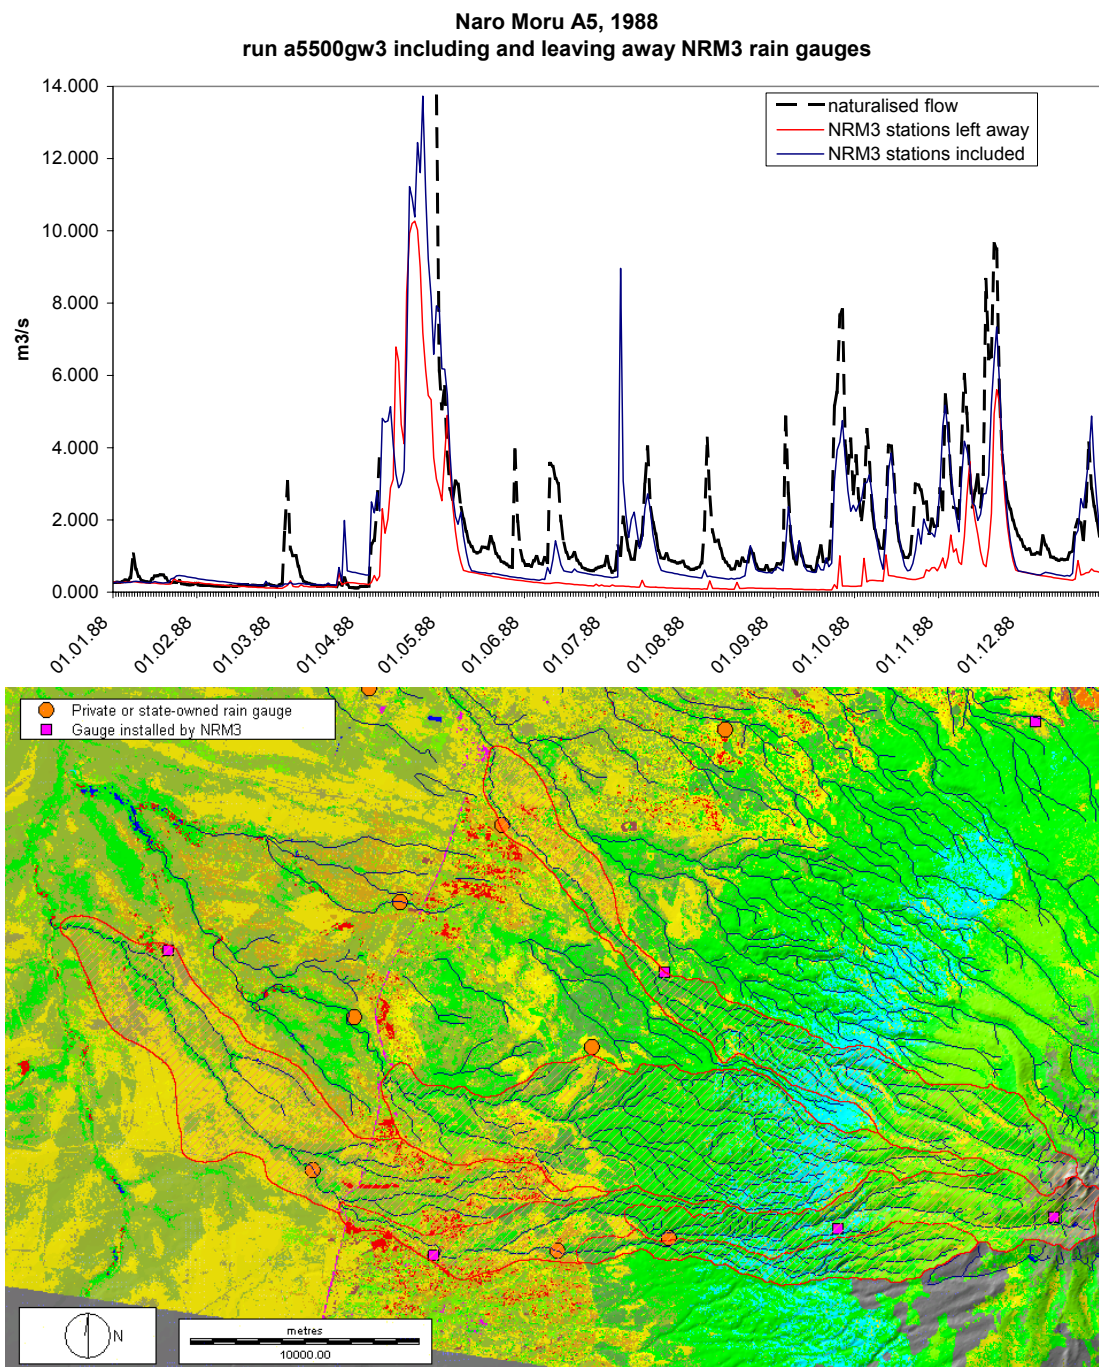 Naro Moru A5, 1988
run a5500gw3 including and leaving away NRM3 rain gauges
14.000
12.000
10.000
8.000
6.000
4.000
2.000
0.000
m3/s
naturalised flow
NRM3 stations left away
NRM3 stations included
01.01.88
01.02.88
01.03.88
01.04.88
01.05.88
01.06.88
01.07.88
01.08.88
01.09.88
01.10.88
01.11.88
01.12.88
Private or state-owned rain gauge
Gauge installed by NRM3
N
metres
10000.00